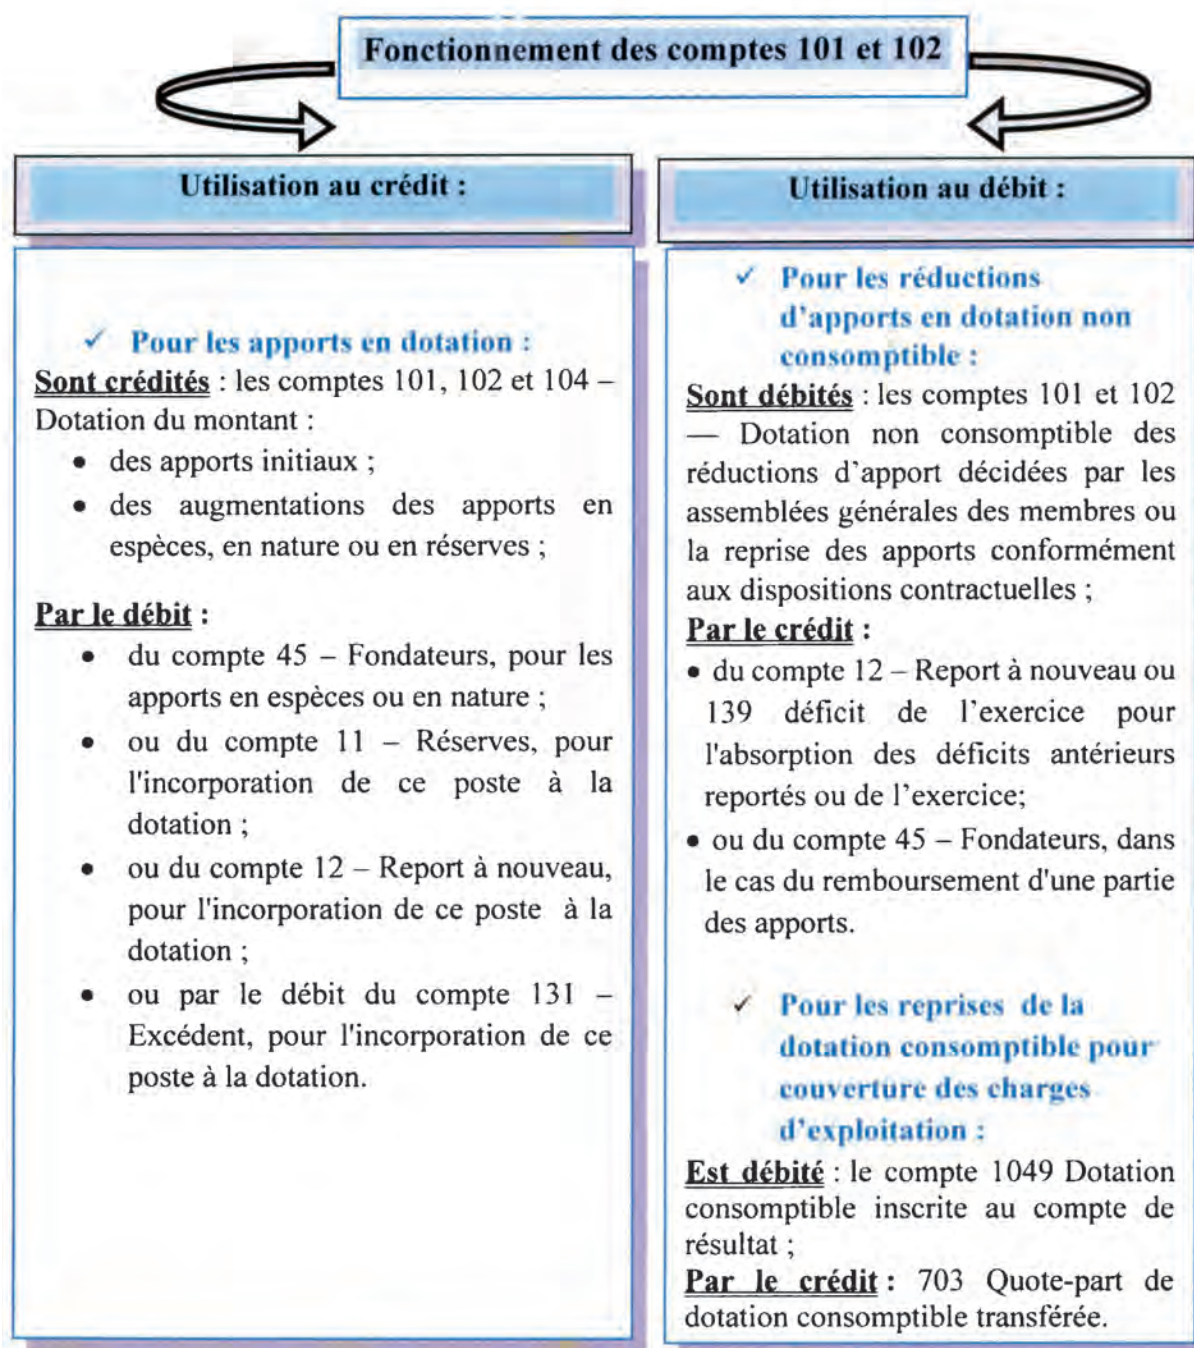 Fonctionnement des comptes 101 et 102
Utilisation au crédit :
✓ Pour les apports en dotation :
Sont crédités : les comptes 101, 102 et 104 –
Dotation du montant :
• des apports initiaux ;
• des augmentations des apports en
espèces, en nature ou en réserves ;
Par le débit :
• du compte 45 – Fondateurs, pour les
apports en espèces ou en nature ;
• ou du compte 11 – Réserves, pour
l'incorporation de ce poste à la
dotation ;
• ou du compte 12 – Report à nouveau,
pour l'incorporation de ce poste à la
dotation ;
• ou par le débit du compte 131 –
Excédent, pour l'incorporation de ce
poste à la dotation.
Utilisation au débit :
✓ Pour les réductions
d’apports en dotation non
consomptible :
Sont débités : les comptes 101 et 102
— Dotation non consomptible des
réductions d’apport décidées par les
assemblées générales des membres ou
la reprise des apports conformément
aux dispositions contractuelles ;
Par le crédit :
• du compte 12 – Report à nouveau ou
139 déficit de l’exercice pour
l'absorption des déficits antérieurs
reportés ou de l’exercice;
• ou du compte 45 – Fondateurs, dans
le cas du remboursement d'une partie
des apports.
✓ Pour les reprises de la
dotation consomptible pour
couverture des charges
d’exploitation :
Est débité : le compte 1049 Dotation
consomptible inscrite au compte de
résultat ;
Par le crédit : 703 Quote-part de
dotation consomptible transférée.